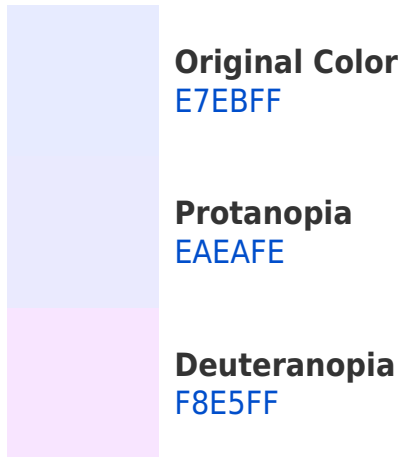 Original Color
E7EBFF
Protanopia
EAEAFE
Deuteranopia
F8E5FF